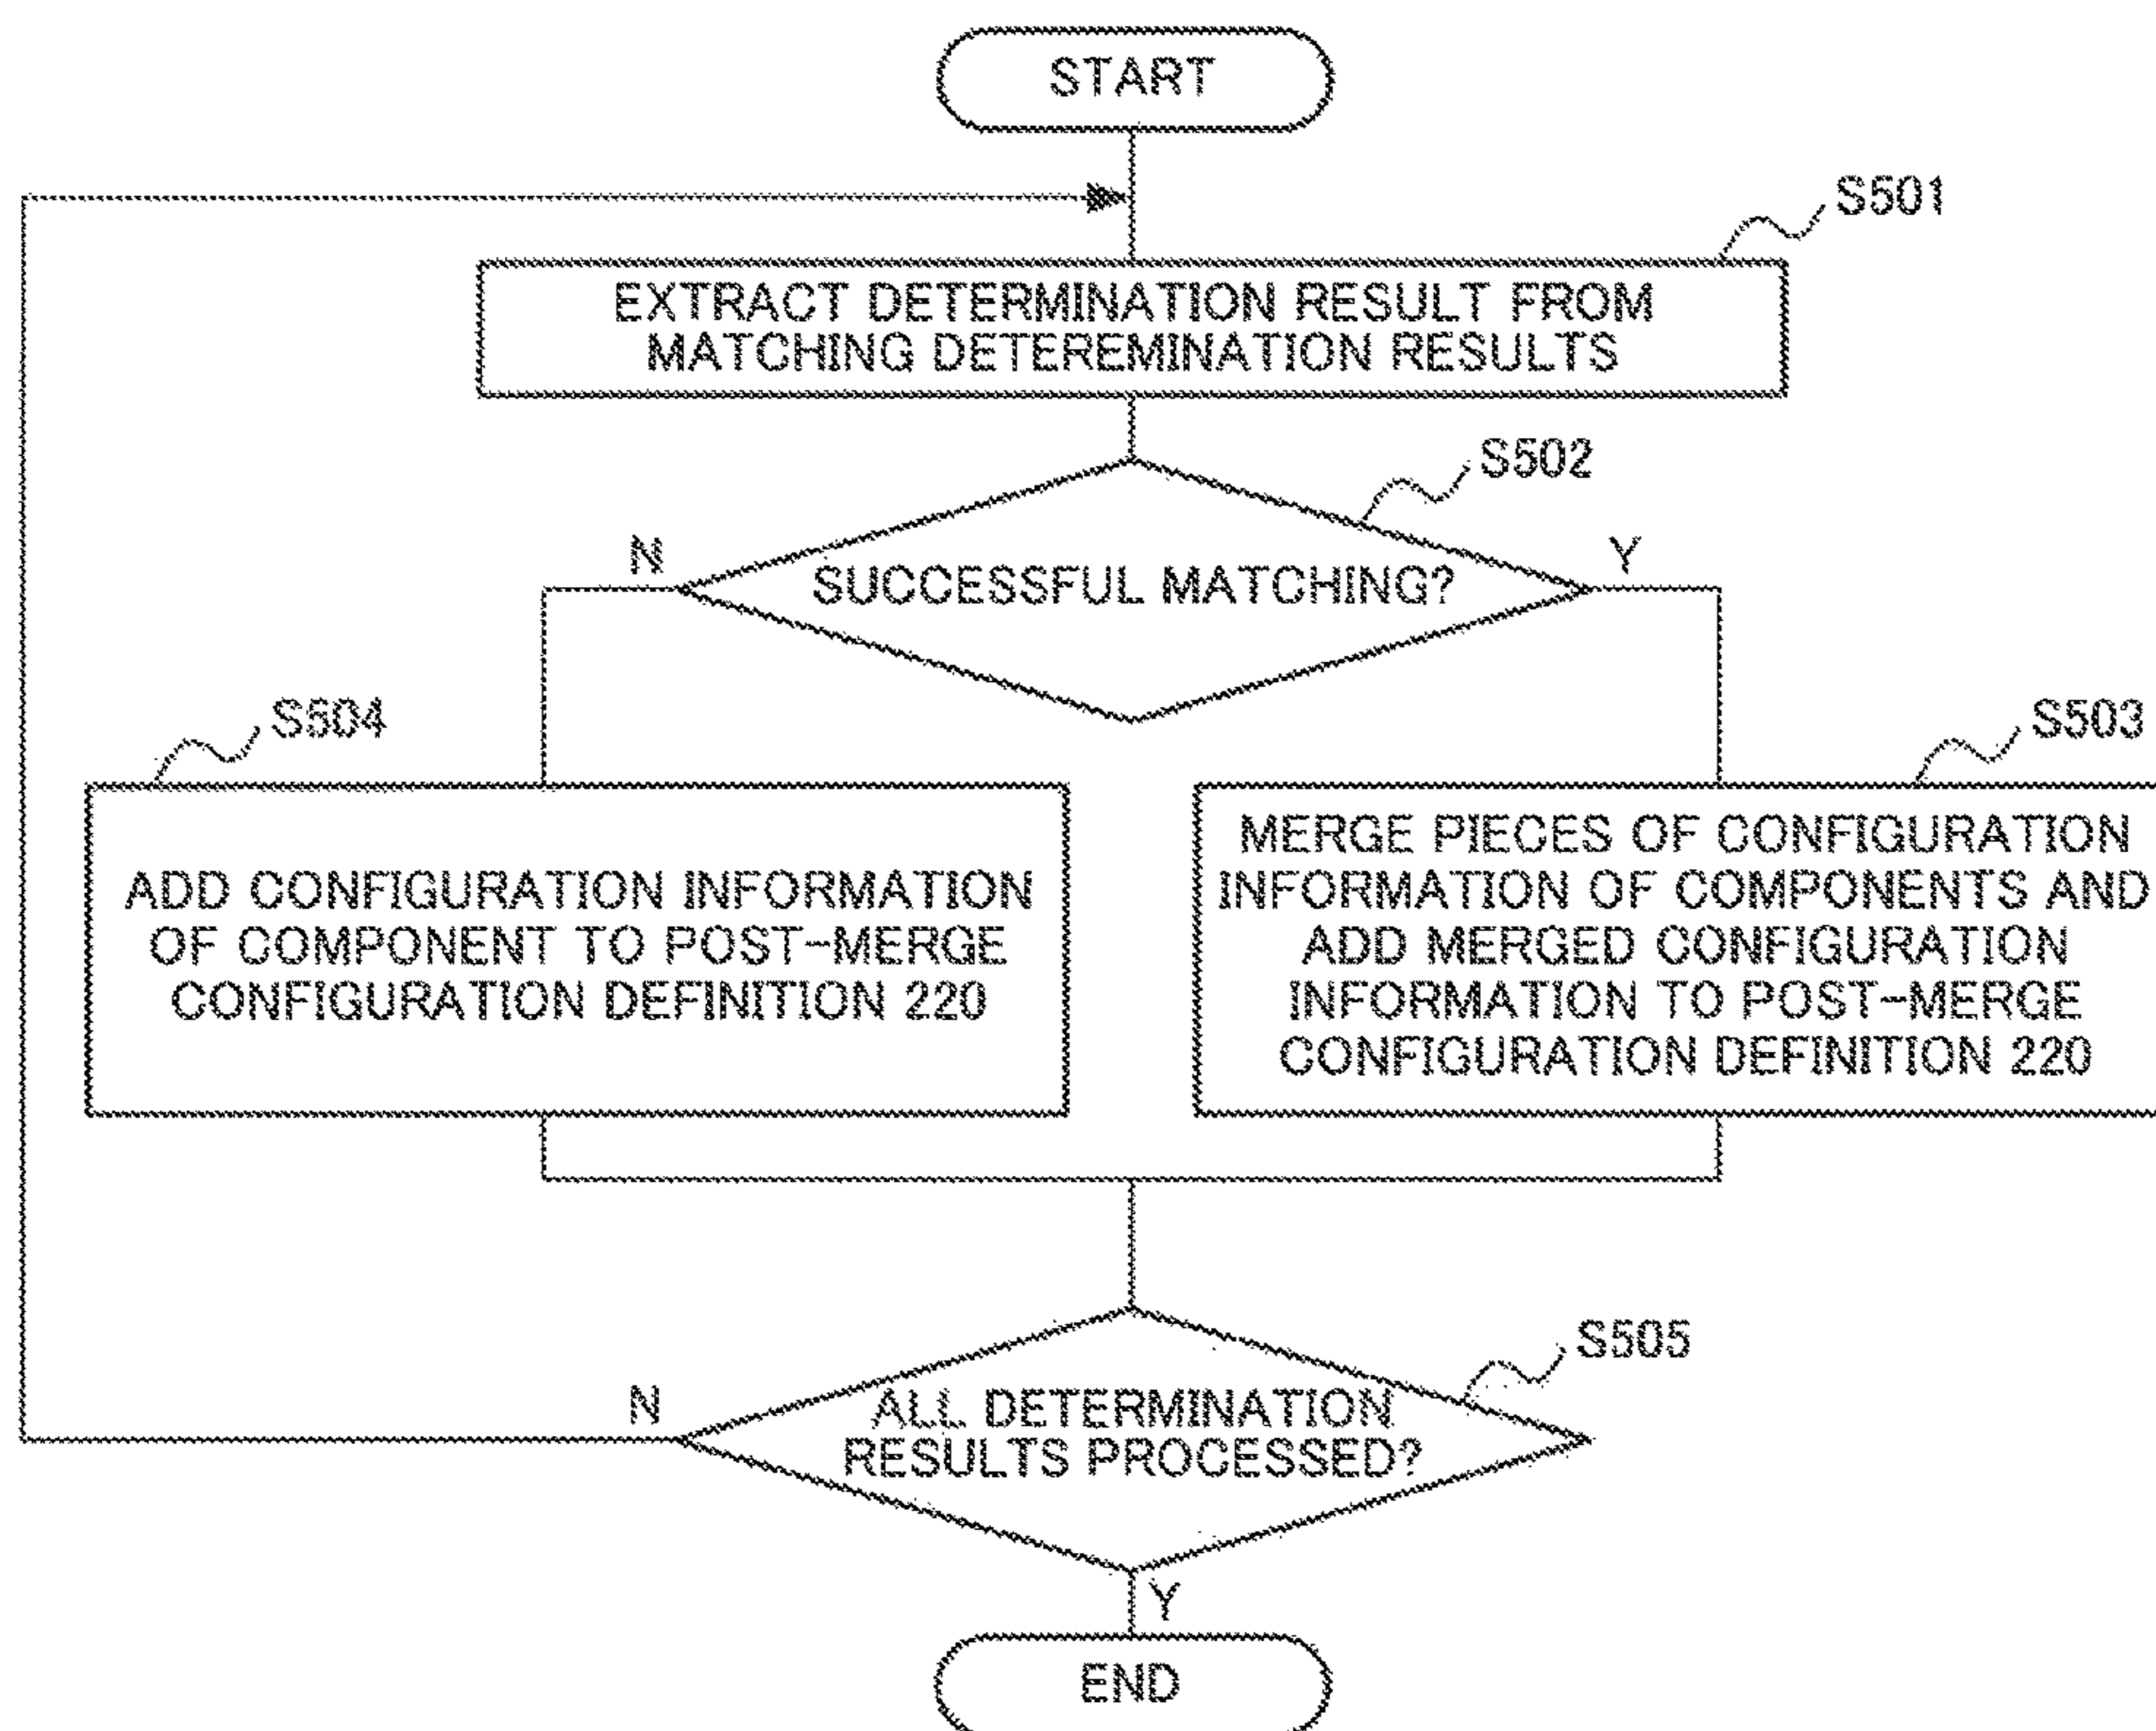 START
S501
EXTRACT DETERMINATION RESULT FROM
MATCHING DETEREMINATION RESULTS
S502
N
SUCCESSFUL MATCHING?
Y
S504
ADD CONFIGURATION INFORMATION
OF COMPONENT TO POST-MERGE
CONFIGURATION DEFINITION 220
S503
MERGE PIECES OF CONFIGURATION
INFORMATION OF COMPONENTS AND
ADD MERGED CONFIGURATION
INFORMATION TO POST-MERGE
CONFIGURATION DEFINITION 220
S505
N
ALL DETERMINATION
RESULTS PROCESSED?
Y
END